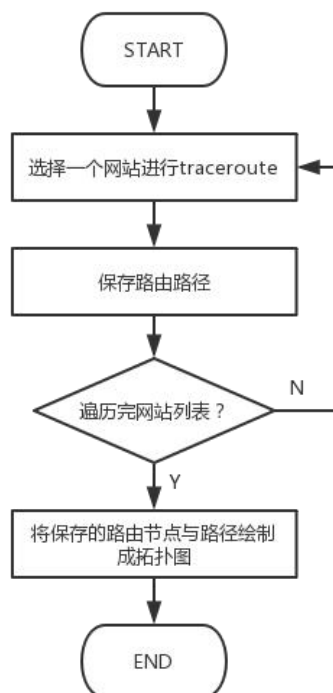 START
选择一个网站进行traceroute
保存路由路径
遍历完网站列表？
N
Y
将保存的路由节点与路径绘制
成拓扑图
END